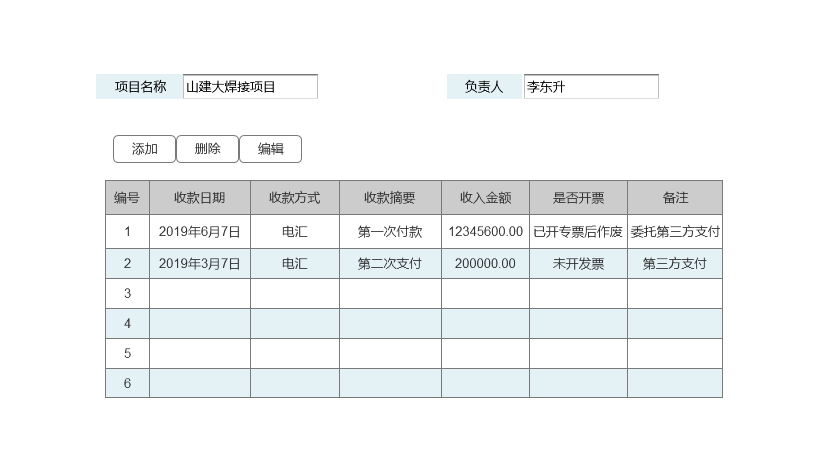 项目名称 山建大焊接项目 负责人 李东升
添加 删除 编辑
编号 收款日期 收款方式 收款摘要 收入金额 是否开票 备注
1 2019年6月7日 电汇 第一次付款 12345600.00 已开专票后作废 委托第三方支付
2 2019年3月7日 电汇 第二次支付 200000.00 未开发票 第三方支付
3
4
5
6